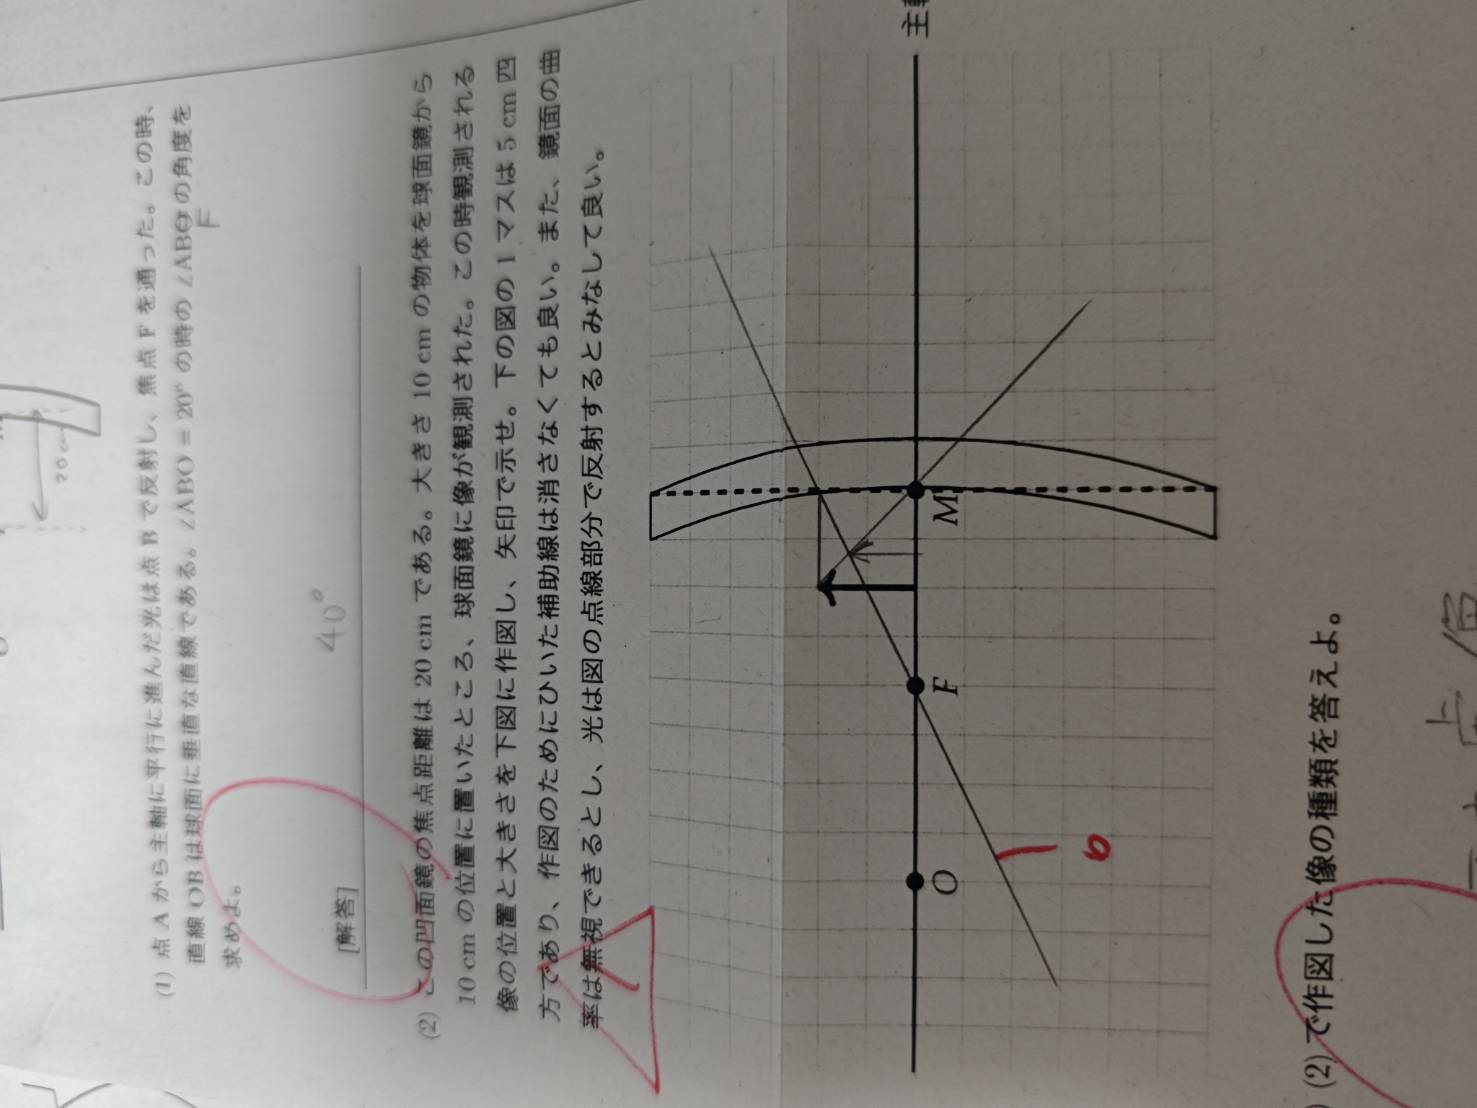 20cm
(1) 点 A から主軸に平行に進んだ光は点 B で反射し、焦点 F を通った。この時、
直線 OB は球面に垂直な直線である。∠ABO = 20° の時の ∠ABO の角度を
F
求めよ。
[解答] 40°
(2) この凹面鏡の焦点距離は 20 cm である。大きさ 10 cm の物体を球面鏡から
10 cm の位置に置いたところ、球面鏡に像が観測された。この時観測される
像の位置と大きさを下図に作図し、矢印で示せ。下の図の 1 マスは 5 cm 四
方であり、作図のためにひいた補助線は消さなくても良い。また、鏡面の曲
率は無視できるとし、光は図の点線部分で反射するとみなして良い。
O F M 主
) (2) で作図した像の種類を答えよ。
像